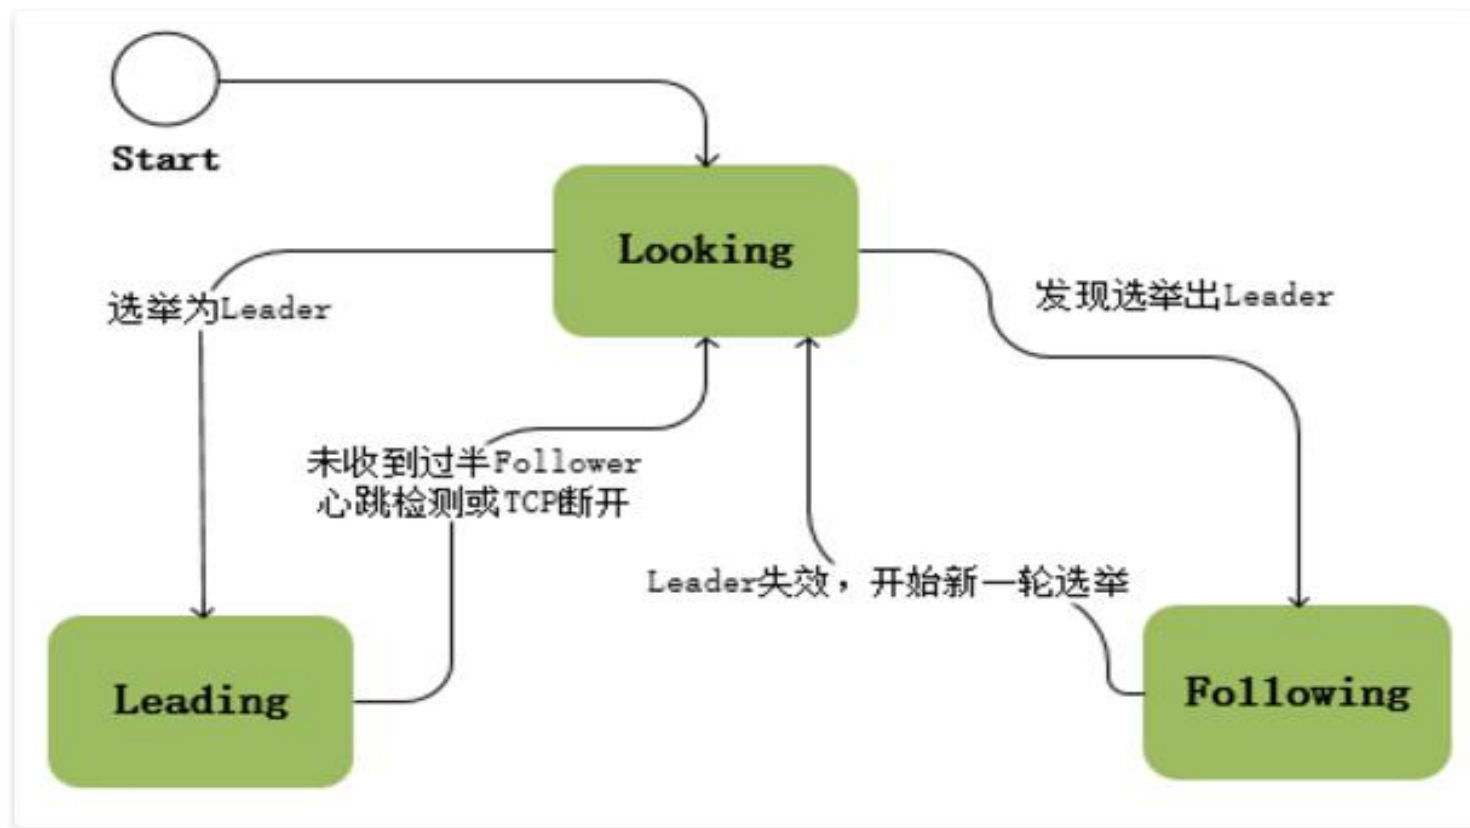 Start
Looking
选举为Leader
发现选举出Leader
未收到过半Follower
心跳检测或TCP断开
Leader失效，开始新一轮选举
Leading
Following